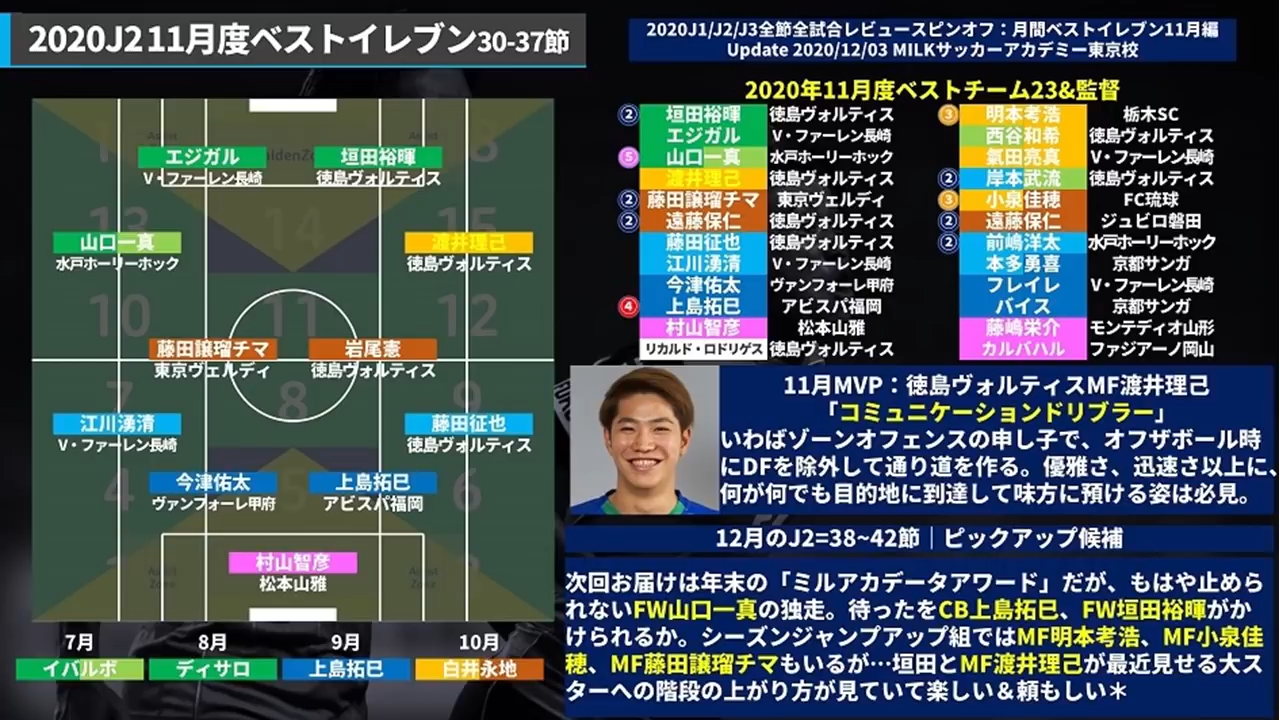 2020J2 11月度ベストイレブン30-37節
エジガル
V・ファーレン長崎
垣田裕暉
徳島ヴォルティス
山口一真
水戸ホーリーホック
渡井理己
徳島ヴォルティス
藤田譲瑠チマ
東京ヴェルディ
岩尾憲
徳島ヴォルティス
江川湧清
V・ファーレン長崎
藤田征也
徳島ヴォルティス
今津佑太
ヴァンフォーレ甲府
上島拓巳
アビスパ福岡
村山智彦
松本山雅
13
14
15
10
11
12
7
8
4
5
6
7月
8月
9月
10月
イバルボ
ディサロ
上島拓巳
白井永地
2020J1/J2/J3全節全試合レビュースピンオフ：月間ベストイレブン11月編
Update 2020/12/03 MILKサッカーアカデミー東京校
2020年11月度ベストチーム23&監督
② 垣田裕暉 徳島ヴォルティス
エジガル V・ファーレン長崎
⑤ 山口一真 水戸ホーリーホック
渡井理己 徳島ヴォルティス
② 藤田譲瑠チマ 東京ヴェルディ
② 遠藤保仁 徳島ヴォルティス
藤田征也 徳島ヴォルティス
江川湧清 V・ファーレン長崎
今津佑太 ヴァンフォーレ甲府
④ 上島拓巳 アビスパ福岡
村山智彦 松本山雅
リカルド・ロドリゲス 徳島ヴォルティス
③ 明本考浩 栃木SC
西谷和希 徳島ヴォルティス
氣田亮真 V・ファーレン長崎
② 岸本武流 徳島ヴォルティス
③ 小泉佳穂 FC琉球
② 遠藤保仁 ジュビロ磐田
② 前嶋洋太 水戸ホーリーホック
本多勇喜 京都サンガ
フレイレ V・ファーレン長崎
バイス 京都サンガ
藤嶋栄介 モンテディオ山形
カルバハル ファジアーノ岡山
11月MVP：徳島ヴォルティスMF渡井理己
「コミュニケーションドリブラー」
いわばゾーンオフェンスの申し子で、オフザボール時
にDFを除外して通り道を作る。優雅さ、迅速さ以上に、
何が何でも目的地に到達して味方に預ける姿は必見。
12月のJ2=38~42節｜ピックアップ候補
次回お届けは年末の「ミルアカデータアワード」だが、もはや止めら
れないFW山口一真の独走。待ったをCB上島拓巳、FW垣田裕暉がか
けられるか。シーズンジャンプアップ組ではMF明本考浩、MF小泉佳
穂、MF藤田譲瑠チマもいるが…垣田とMF渡井理己が最近見せる大ス
ターへの階段の上がり方が見ていて楽しい＆頼もしい＊